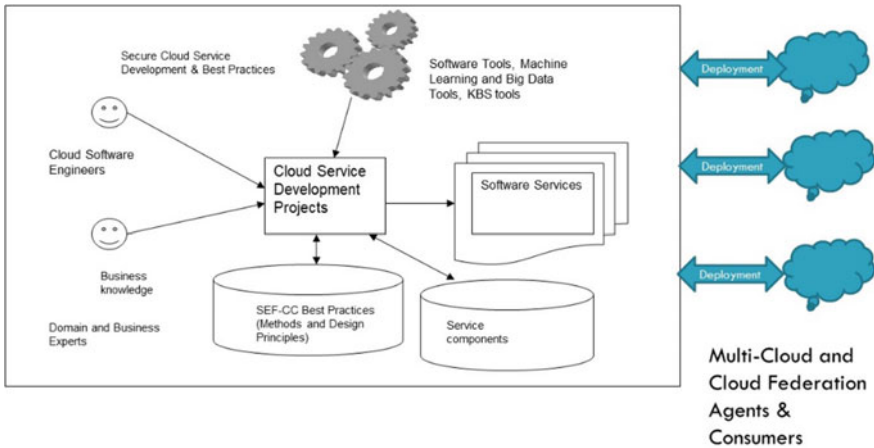 Secure Cloud Service
Development & Best Practices
Software Tools, Machine
Learning and Big Data
Tools, KBS tools
Cloud Software
Engineers
Cloud Service
Development
Projects
Software Services
Business
knowledge
Domain and Business
Experts
SEF-CC Best Practices
(Methods and Design
Principles)
Service
components
Deployment
Deployment
Deployment
Multi-Cloud and
Cloud Federation
Agents &
Consumers